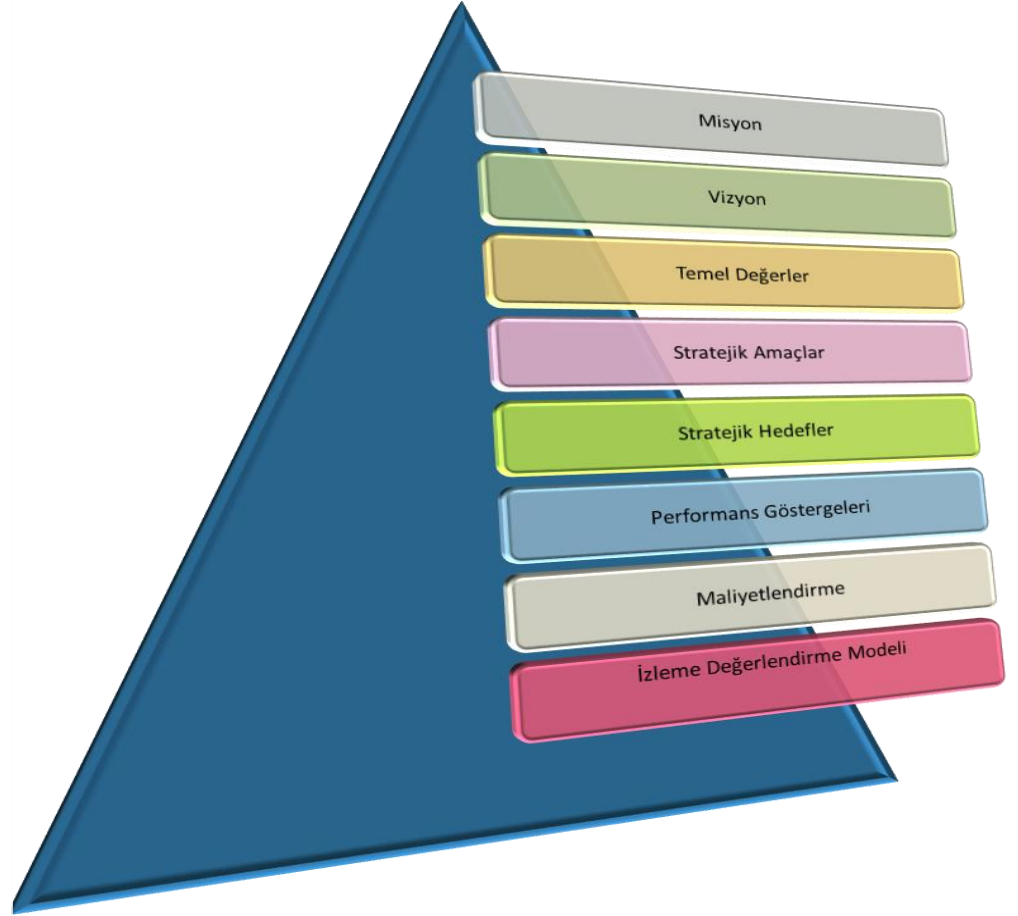 Misyon
Vizyon
Temel Değerler
Stratejik Amaçlar
Stratejik Hedefler
Performans Göstergeleri
Maliyetlendirme
İzleme Değerlendirme Modeli